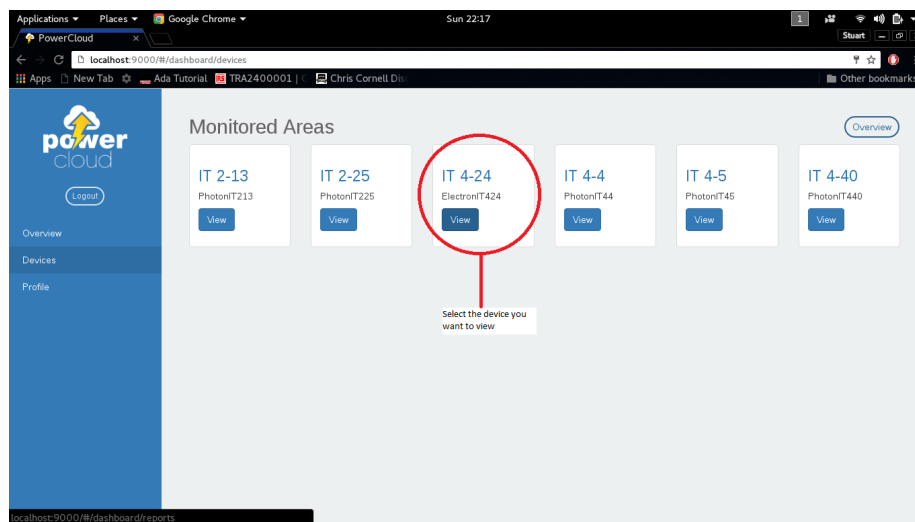 Applications Places Google Chrome Sun 22:17 1
PowerCloud × Stuart
localhost:9000/#/dashboard/devices
Apps New Tab Ada Tutorial RS TRA2400001 | Chris Cornell Dis Other bookmarks
power
cloud
Logout
Overview
Devices
Profile
Monitored Areas Overview
IT 2-13 IT 2-25 IT 4-24 IT 4-4 IT 4-5 IT 4-40
PhotonIT213 PhotonIT225 ElectronIT424 PhotonIT44 PhotonIT45 PhotonIT440
View View View View View View
Select the device you
want to view
localhost:9000/#/dashboard/reports